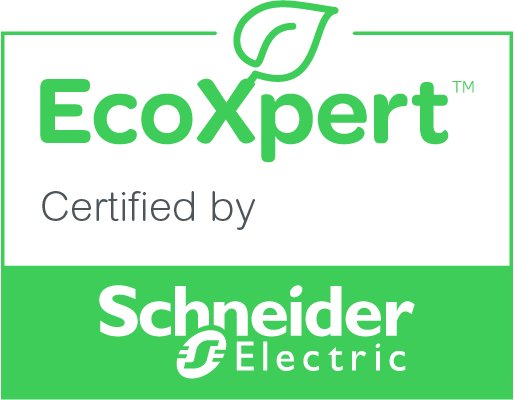 EcoXpert™
Certified by
Schneider
Electric